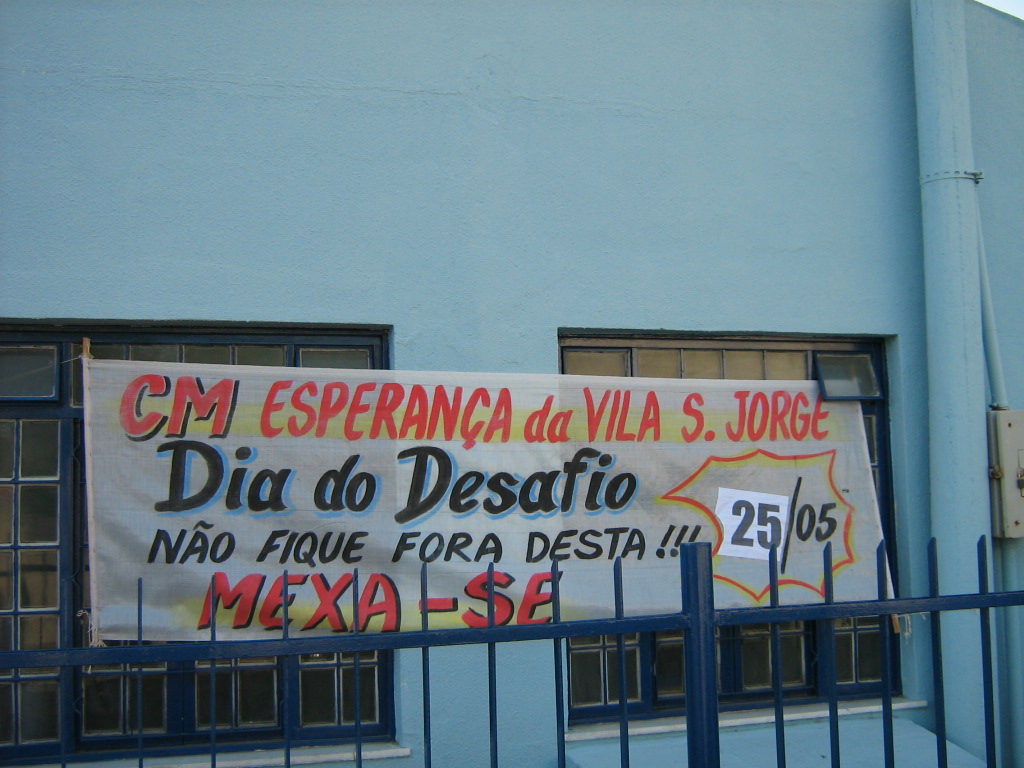 CM ESPERANÇA da VILA S. JORGE
Dia do Desafio
NÃO FIQUE FORA DESTA !!!
25/05
MEXA-SE